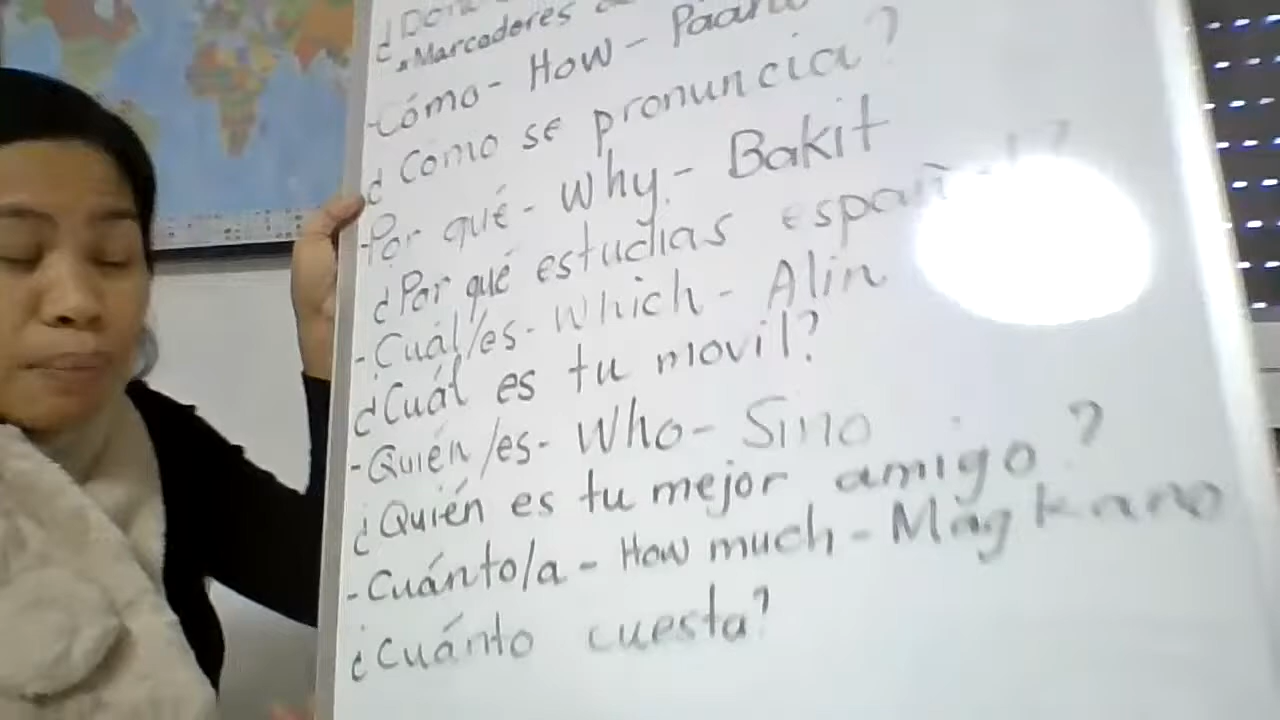 ¿Dón
• Marcadores
- Cómo - How - Paano
¿Como se pronuncia?
- Por qué - Why - Bakit
¿Por qué estudias español?
- Cuál/es - Which - Alin
¿Cuál es tu movil?
- Quién/es - Who - Sino
¿Quién es tu mejor amigo?
- Cuánto/a - How much - Magkano
¿Cuánto cuesta?